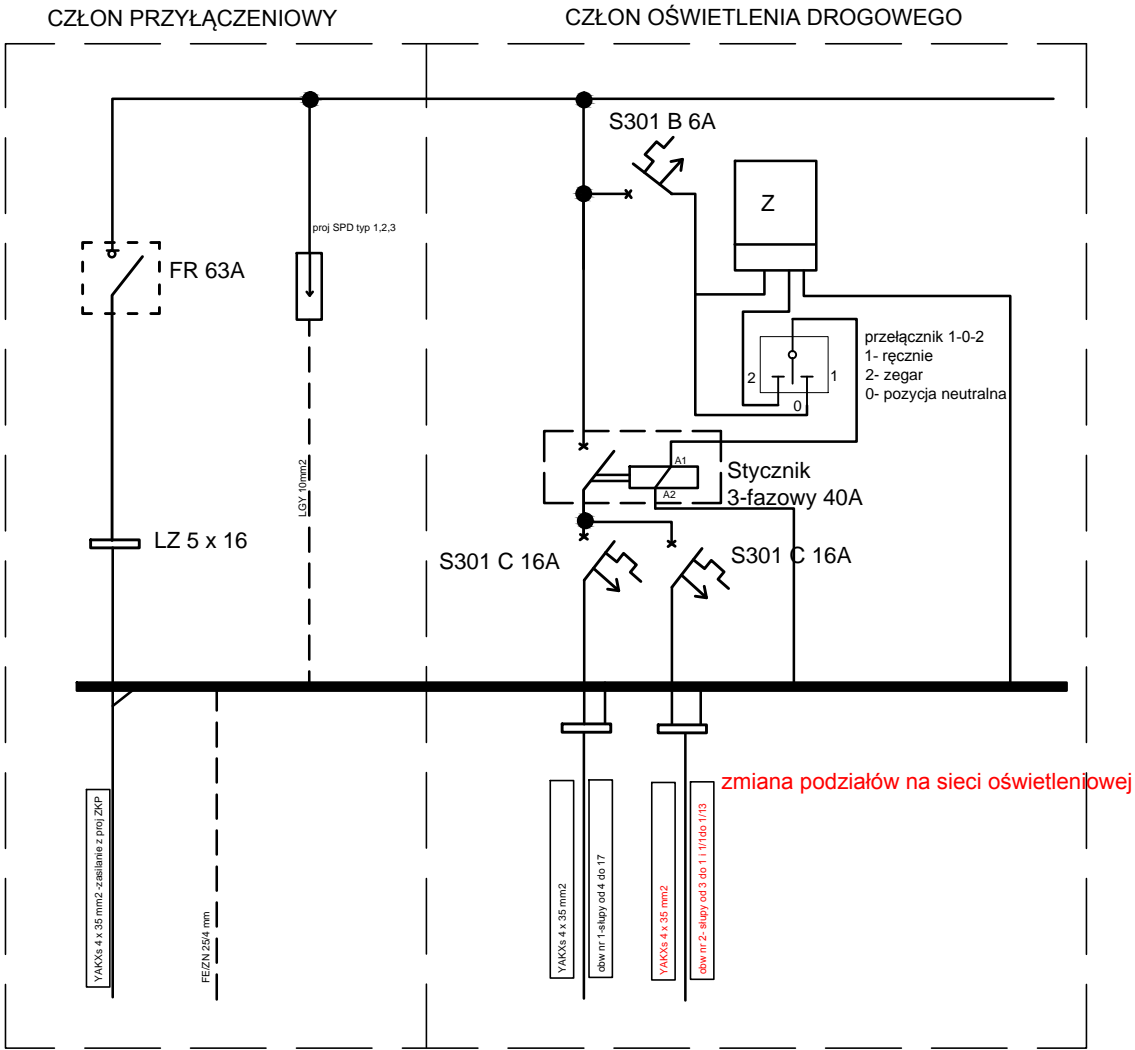 CZŁON PRZYŁĄCZENIOWY
CZŁON OŚWIETLENIA DROGOWEGO
S301 B 6A
Z
proj SPD typ 1,2,3
FR 63A
przełącznik 1-0-2
1- ręcznie
2- zegar
0- pozycja neutralna
2
1
0
A1
A2
Stycznik
3-fazowy 40A
LGY 10mm2
LZ 5 x 16
S301 C 16A
S301 C 16A
zmiana podziałów na sieci oświetleniowej
YAKXs 4 x 35 mm2 -zasilanie z proj ZKP
FE/ZN 25/4 mm
YAKXs 4 x 35 mm2
obw nr 1-słupy od 4 do 17
YAKXs 4 x 35 mm2
obw nr 2- słupy od 3 do 1 i 1/1do 1/13